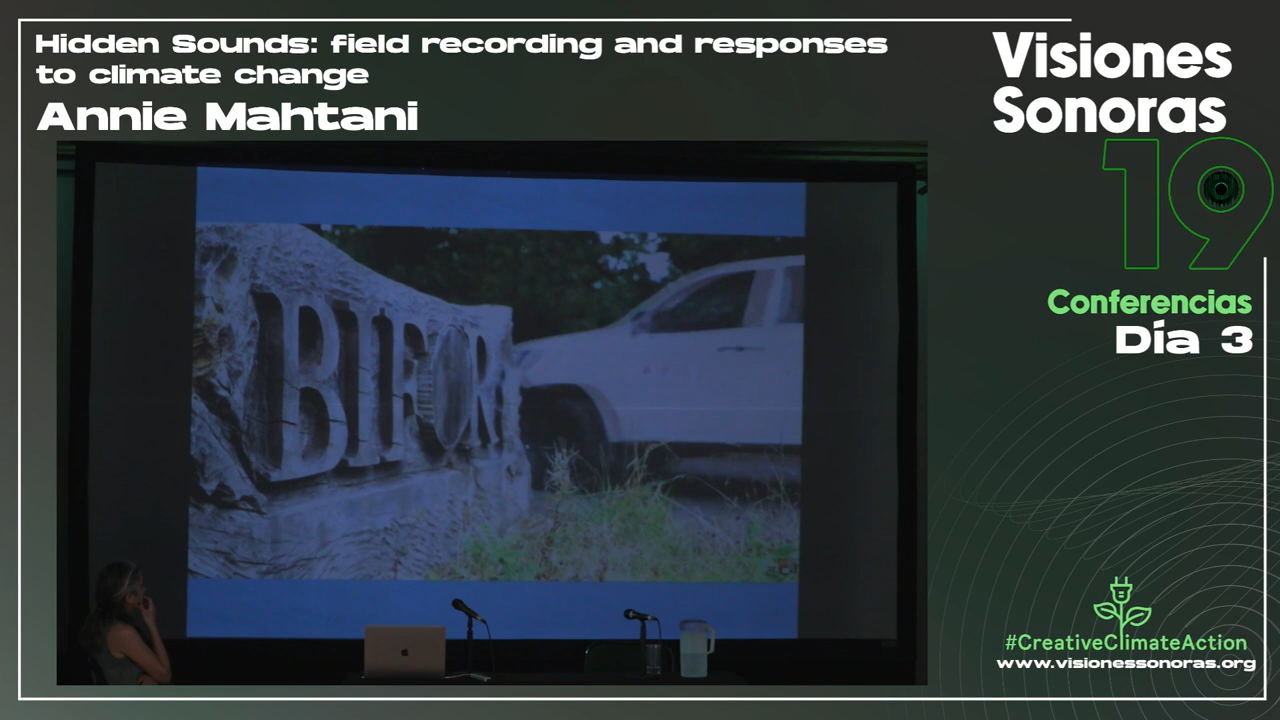 Hidden Sounds: field recording and responses
to climate change
Annie Mahtani
Visiones
Sonoras
19
Conferencias
Día 3
BIFOR
#CreativeClimateAction
www.visionessonoras.org